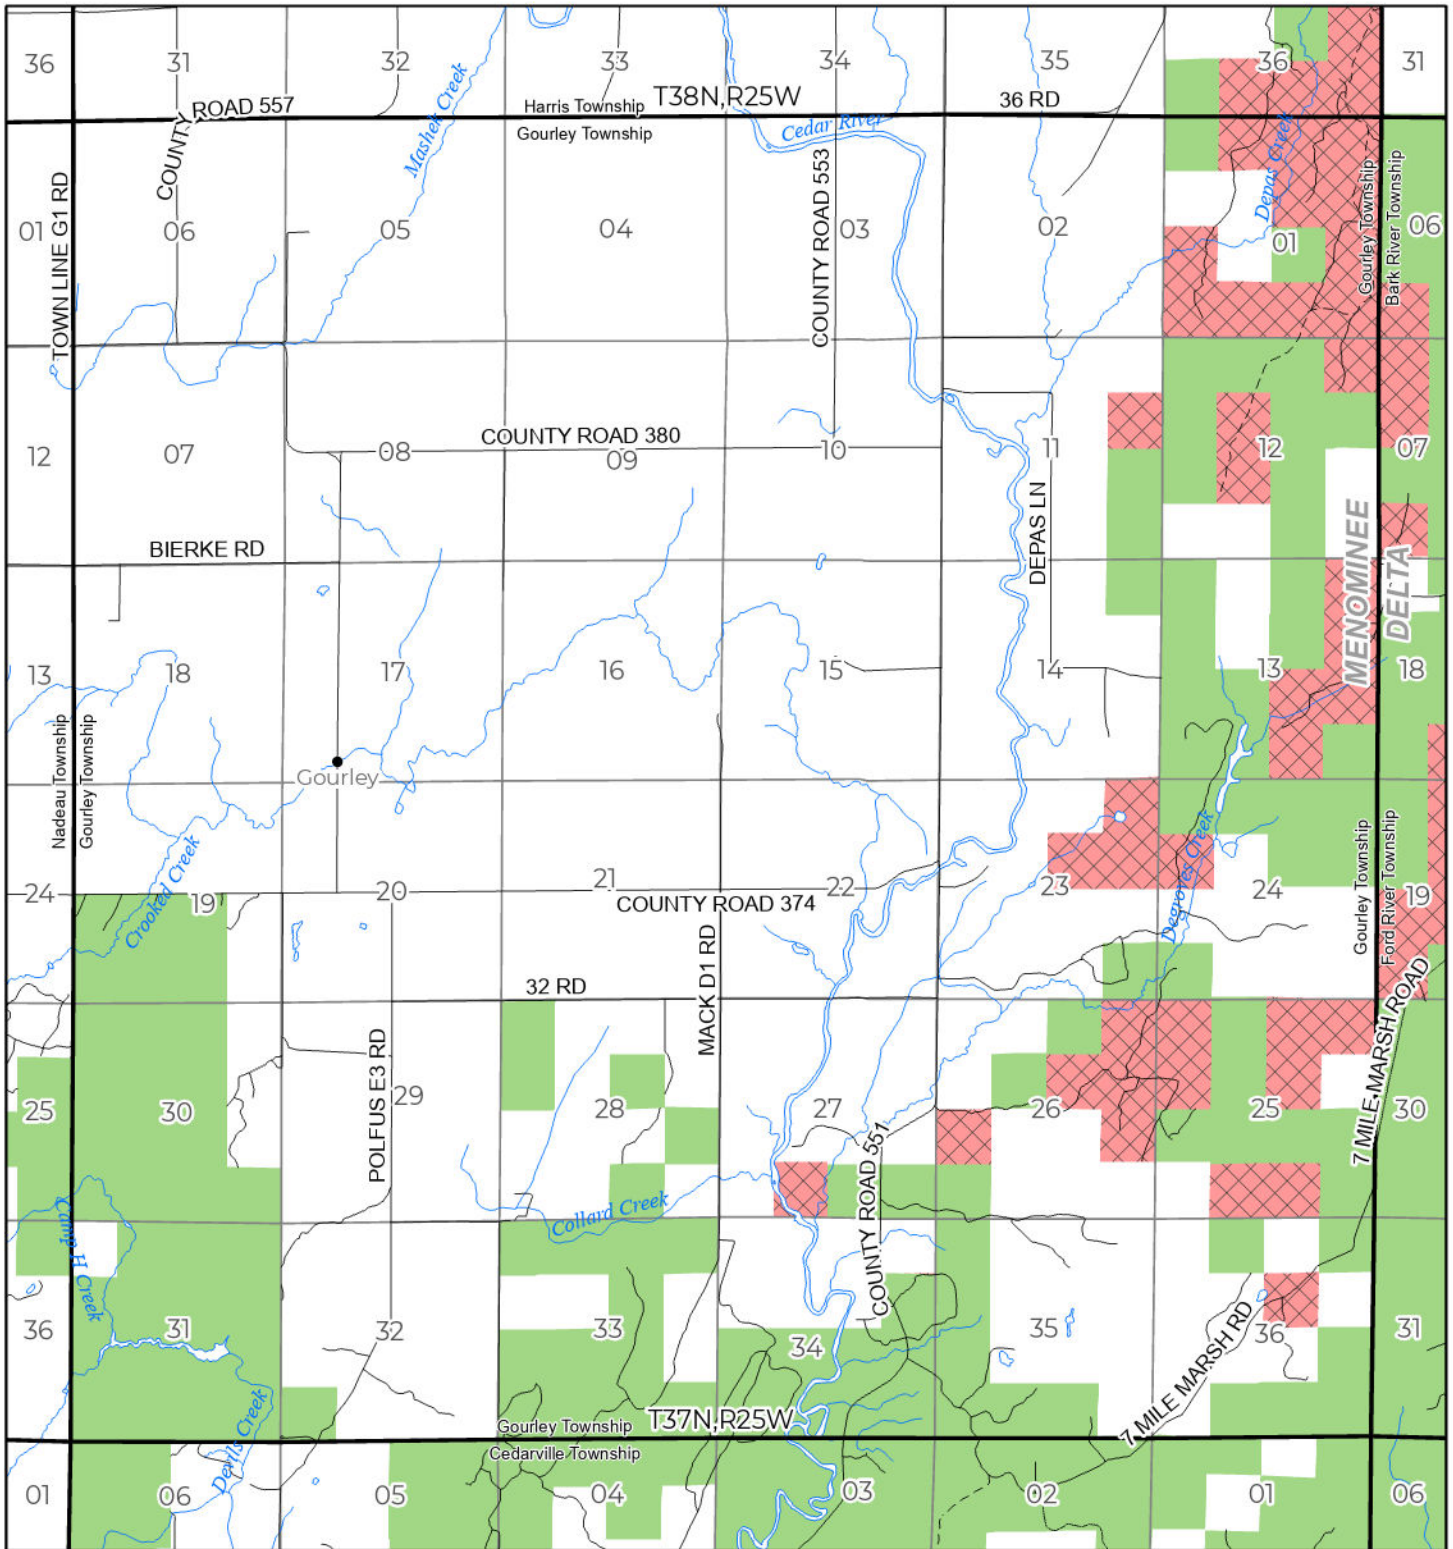 36
31
32
33
34
35
36
31
COUNTY ROAD 557
Mashek Creek
Harris Township
T38N,R25W
36 RD
Gourley Township
Cedar River
Depas Creek
TOWN LINE G1 RD
COUNTY ROAD 553
Gourley Township
Bark River Township
01
06
05
04
03
02
01
06
12
07
08
COUNTY ROAD 380
09
10
11
12
07
BIERKE RD
DEPAS LN
MENOMINEE
DELTA
13
18
17
16
15
14
13
18
Nadeau Township
Gourley Township
Gourley
Crooked Creek
Degroves Creek
Gourley Township
Ford River Township
24
19
20
21
22
23
24
19
COUNTY ROAD 374
MACK D1 RD
32 RD
7 MILE MARSH ROAD
POLFUS E3 RD
25
30
29
28
27
26
25
30
COUNTY ROAD 551
Collard Creek
Camp H Creek
36
31
32
33
34
35
36
31
7 MILE MARSH RD
Devils Creek
Gourley Township
T37N,R25W
Cedarville Township
01
06
05
04
03
02
01
06